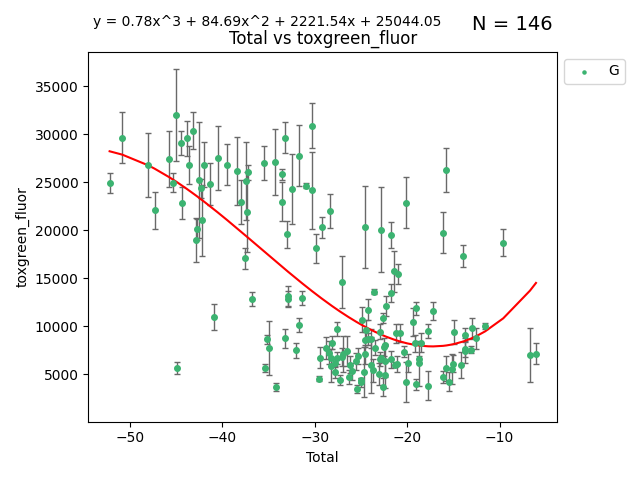 y = 0.78x^3 + 84.69x^2 + 2221.54x + 25044.05
N = 146
Total vs toxgreen_fluor
G
toxgreen_fluor
35000
30000
25000
20000
15000
10000
5000
−50
−40
−30
−20
−10
Total